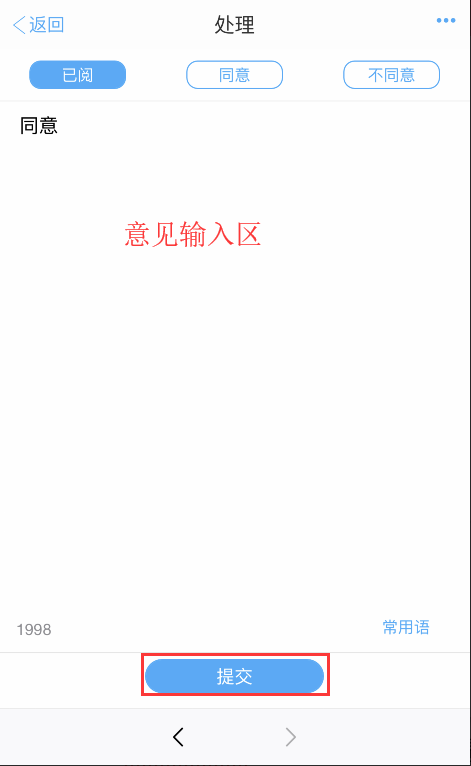 返回 处理 •••
已阅 同意 不同意
同意
意见输入区
1998 常用语
提交